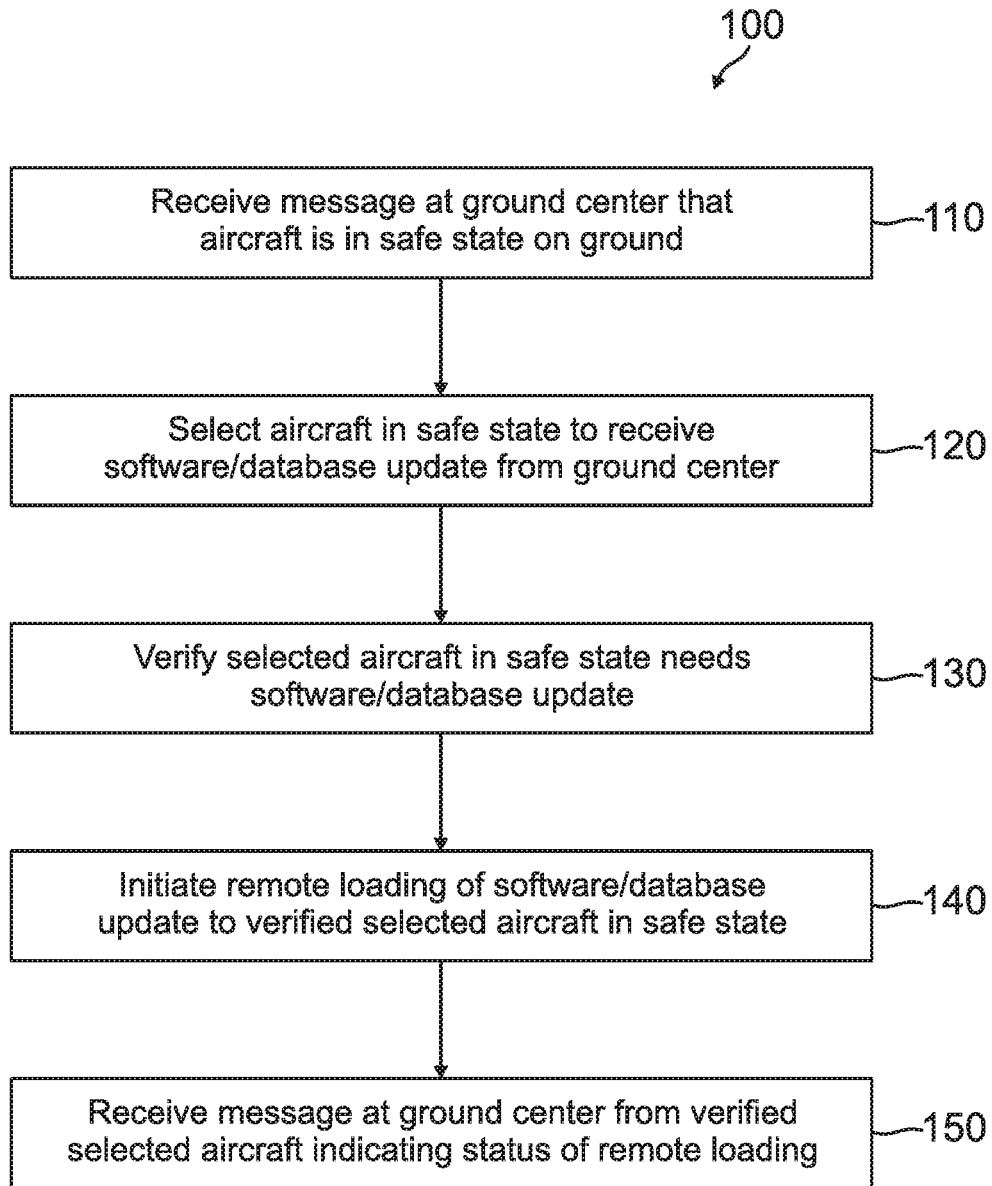 100
Receive message at ground center that
aircraft is in safe state on ground
110
Select aircraft in safe state to receive
software/database update from ground center
120
Verify selected aircraft in safe state needs
software/database update
130
Initiate remote loading of software/database
update to verified selected aircraft in safe state
140
Receive message at ground center from verified
selected aircraft indicating status of remote loading
150